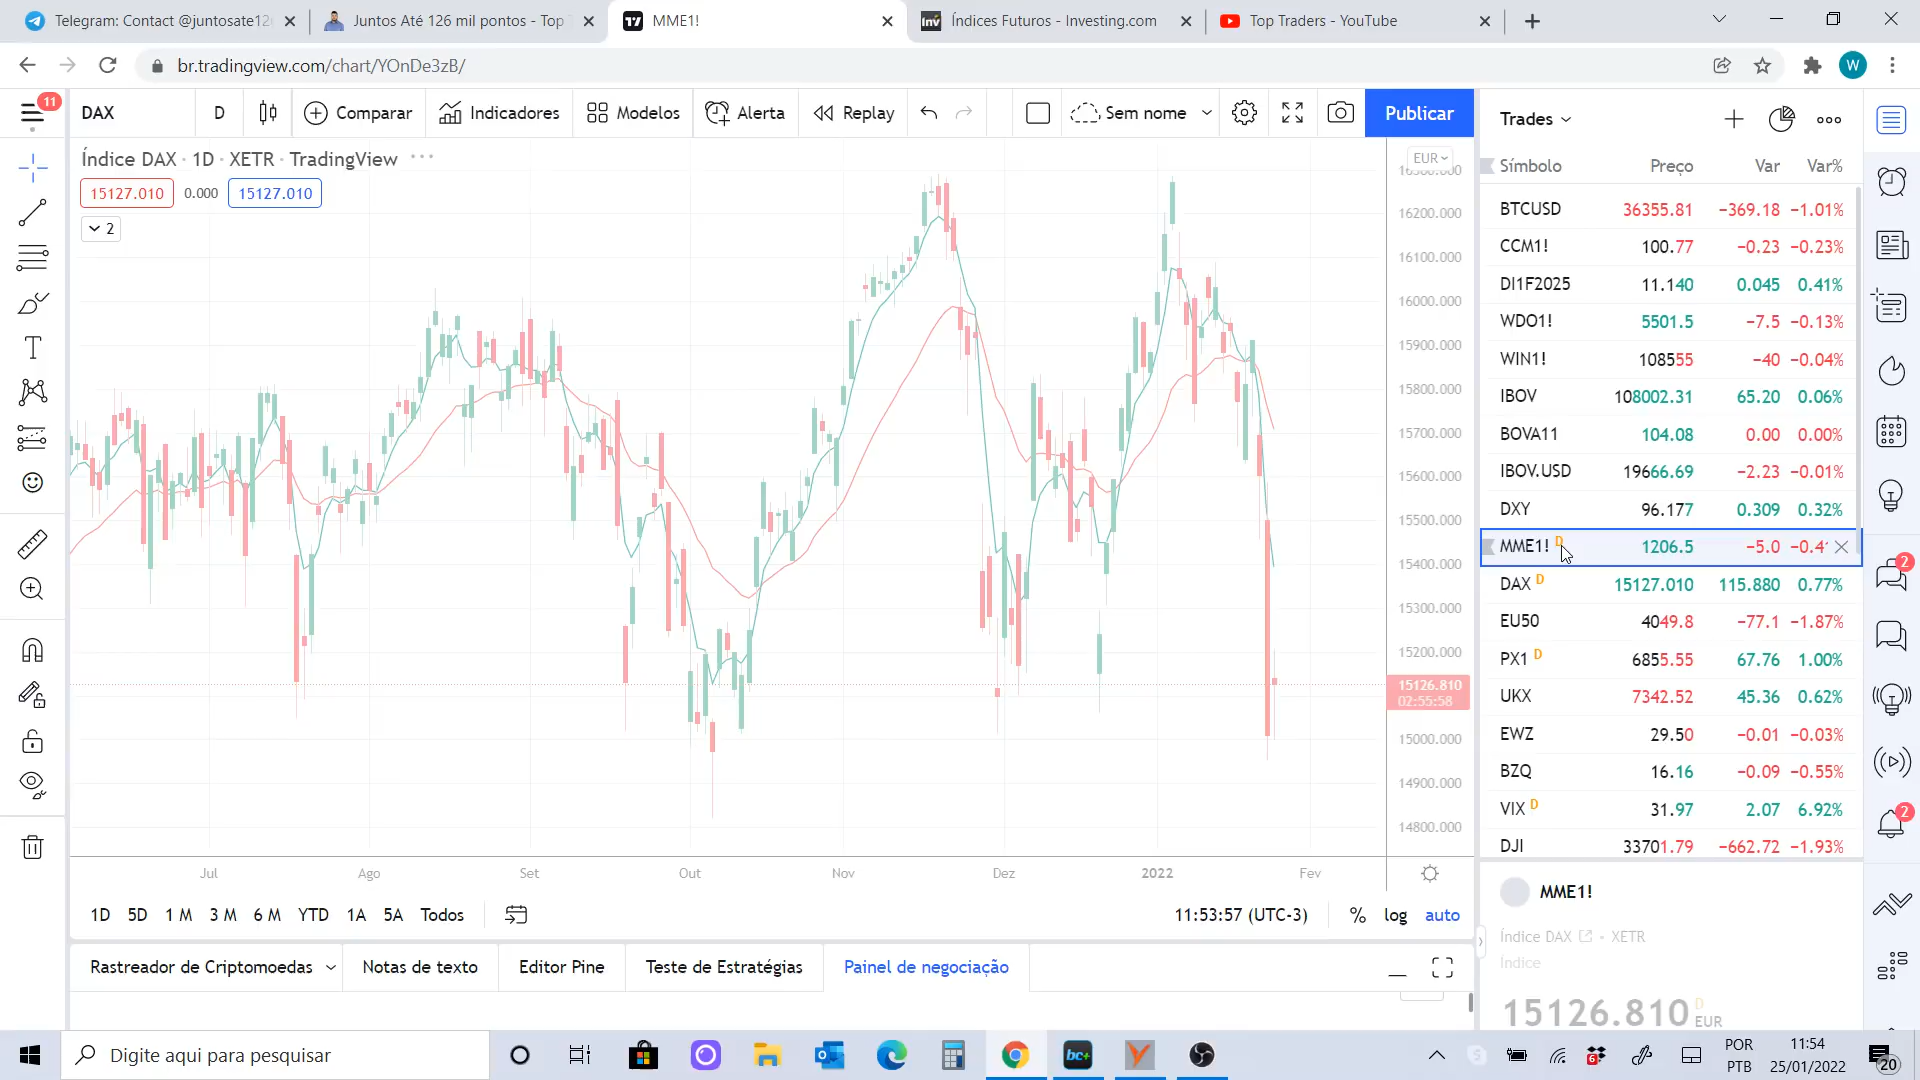 Telegram: Contact @juntosate12
Juntos Até 126 mil pontos - Top
MME1!
Índices Futuros - Investing.com
Top Traders - YouTube
br.tradingview.com/chart/YOnDe3zB/
W
11
DAX
D
Comparar
Indicadores
Modelos
Alerta
Replay
Sem nome
Publicar
Índice DAX · 1D · XETR · TradingView
15127.010
0.000
15127.010
2
EUR
16200.000
16100.000
16000.000
15900.000
15800.000
15700.000
15600.000
15500.000
15400.000
15300.000
15200.000
15126.810
02:55:58
15000.000
14900.000
14800.000
Jul Ago Set Out Nov Dez 2022 Fev
1D 5D 1 M 3 M 6 M YTD 1A 5A Todos
11:53:57 (UTC-3) % log auto
Rastreador de Criptomoedas
Notas de texto
Editor Pine
Teste de Estratégias
Painel de negociação
Trades
Símbolo Preço Var Var%
BTCUSD 36355.81 −369.18 −1.01%
CCM1! 100.77 −0.23 −0.23%
DI1F2025 11.140 0.045 0.41%
WDO1! 5501.5 −7.5 −0.13%
WIN1! 108555 −40 −0.04%
IBOV 108002.31 65.20 0.06%
BOVA11 104.08 0.00 0.00%
IBOV.USD 19666.69 −2.23 −0.01%
DXY 96.177 0.309 0.32%
MME1! D 1206.5 −5.0
DAX D 15127.010 115.880 0.77%
EU50 4049.8 −77.1 −1.87%
PX1 D 6855.55 67.76 1.00%
UKX 7342.52 45.36 0.62%
EWZ 29.50 −0.01 −0.03%
BZQ 16.16 −0.09 −0.55%
VIX D 31.97 2.07 6.92%
DJI 33701.79 −662.72 −1.93%
MME1!
Índice DAX • XETR
Índice
15126.810 D EUR
2
2
Digite aqui para pesquisar
bc+
6
POR
PTB
11:54
25/01/2022
20